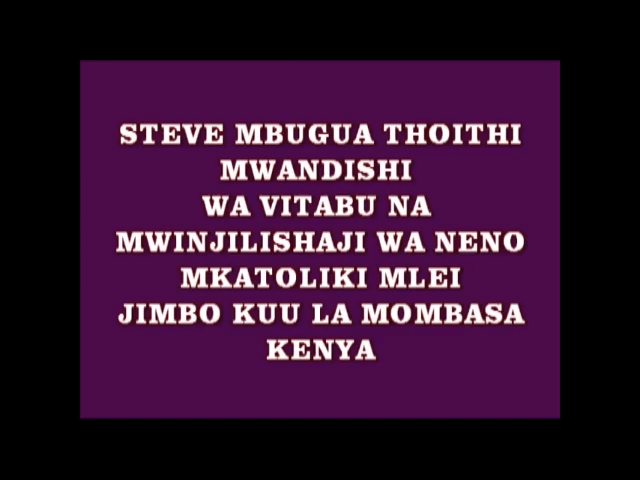 STEVE MBUGUA THOITHI
MWANDISHI
WA VITABU NA
MWINJILISHAJI WA NENO
MKATOLIKI MLEI
JIMBO KUU LA MOMBASA
KENYA